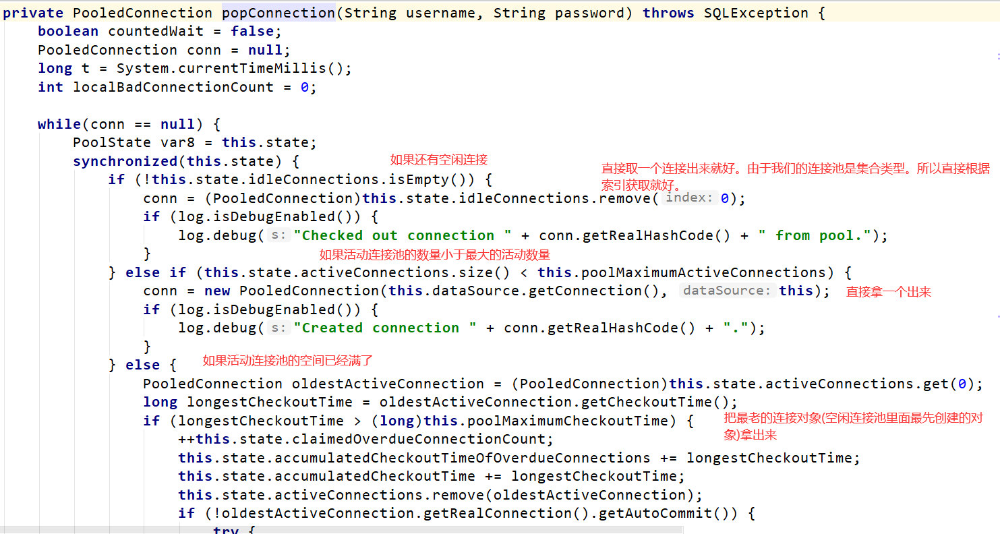 private PooledConnection popConnection(String username, String password) throws SQLException {
boolean countedWait = false;
PooledConnection conn = null;
long t = System.currentTimeMillis();
int localBadConnectionCount = 0;
while(conn == null) {
PoolState var8 = this.state;
synchronized(this.state) {
如果还有空闲连接
直接取一个连接出来就好。由于我们的连接池是集合类型。所以直接根据
索引获取就好。
if (!this.state.idleConnections.isEmpty()) {
conn = (PooledConnection)this.state.idleConnections.remove( index: 0);
if (log.isDebugEnabled()) {
log.debug( s: "Checked out connection " + conn.getRealHashCode() + " from pool.");
}
如果活动连接池的数量小于最大的活动数量
} else if (this.state.activeConnections.size() < this.poolMaximumActiveConnections) {
conn = new PooledConnection(this.dataSource.getConnection(), dataSource: this); 直接拿一个出来
if (log.isDebugEnabled()) {
log.debug( s: "Created connection " + conn.getRealHashCode() + ".");
}
如果活动连接池的空间已经满了
} else {
PooledConnection oldestActiveConnection = (PooledConnection)this.state.activeConnections.get(0);
long longestCheckoutTime = oldestActiveConnection.getCheckoutTime();
if (longestCheckoutTime > (long)this.poolMaximumCheckoutTime) {
把最老的连接对象(空闲连接池里面最先创建的对
象)拿出来
++this.state.claimedOverdueConnectionCount;
this.state.accumulatedCheckoutTimeOfOverdueConnections += longestCheckoutTime;
this.state.accumulatedCheckoutTime += longestCheckoutTime;
this.state.activeConnections.remove(oldestActiveConnection);
if (!oldestActiveConnection.getRealConnection().getAutoCommit()) {
try {